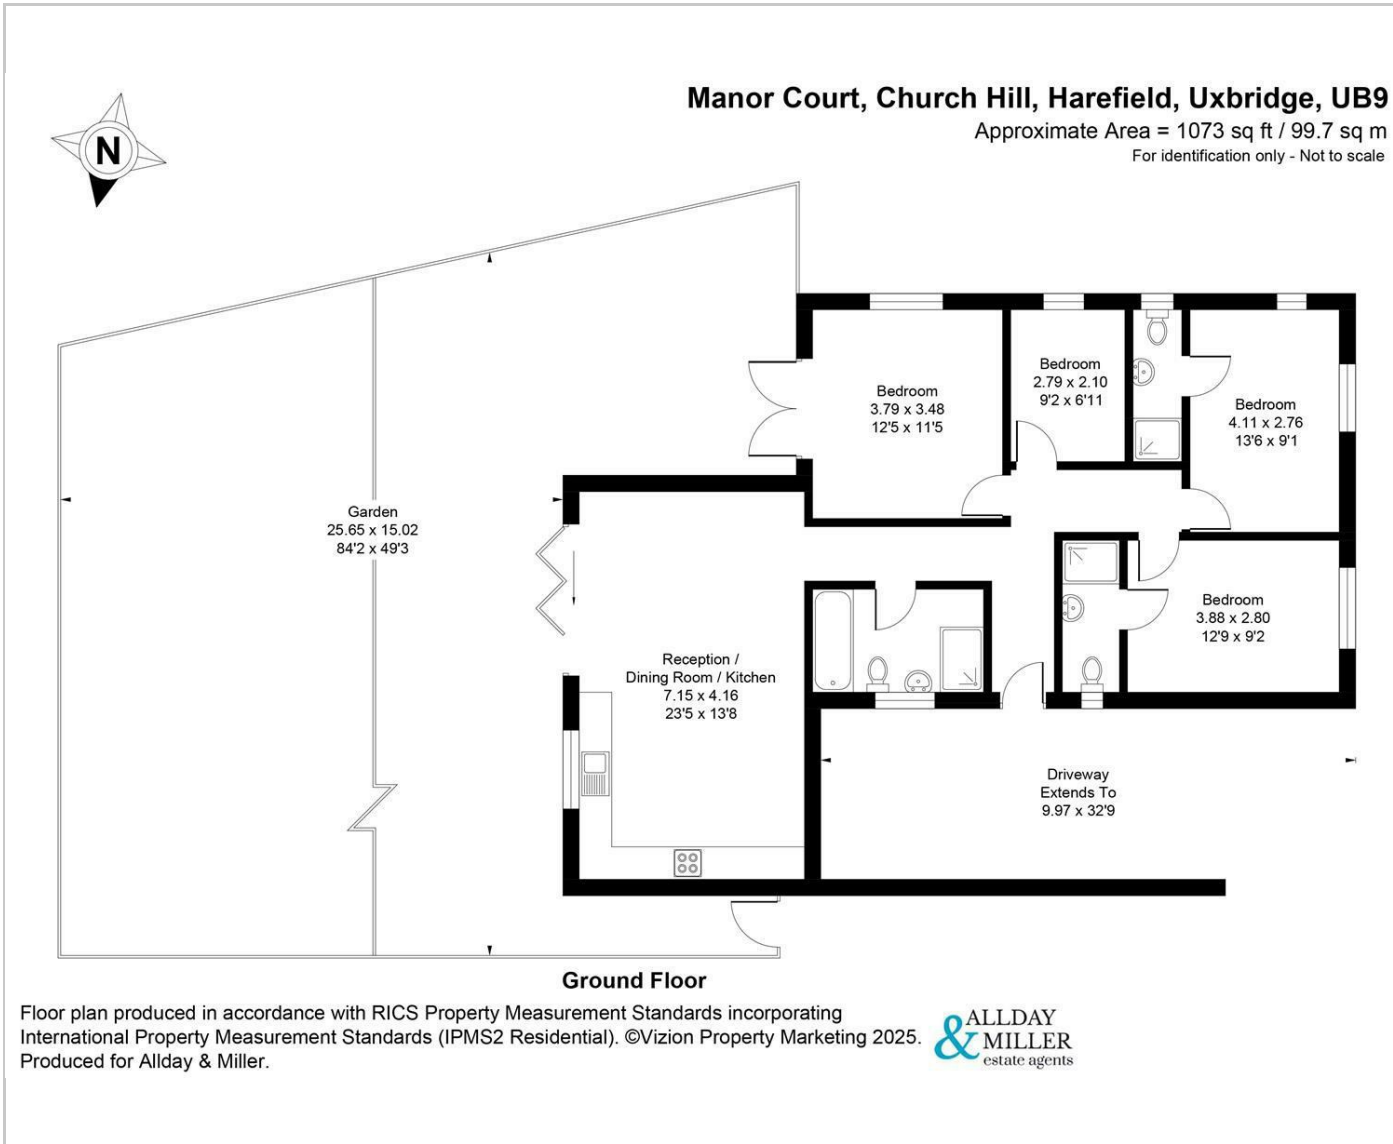 Manor Court, Church Hill, Harefield, Uxbridge, UB9
Approximate Area = 1073 sq ft / 99.7 sq m
For identification only - Not to scale
N
Bedroom
3.79 x 3.48
12'5 x 11'5
Bedroom
2.79 x 2.10
9'2 x 6'11
Bedroom
4.11 x 2.76
13'6 x 9'1
Garden
25.65 x 15.02
84'2 x 49'3
Bedroom
3.88 x 2.80
12'9 x 9'2
Reception /
Dining Room / Kitchen
7.15 x 4.16
23'5 x 13'8
Driveway
Extends To
9.97 x 32'9
Ground Floor
Floor plan produced in accordance with RICS Property Measurement Standards incorporating
International Property Measurement Standards (IPMS2 Residential). ©Vizion Property Marketing 2025.
Produced for Allday & Miller.
ALLDAY
& MILLER
estate agents